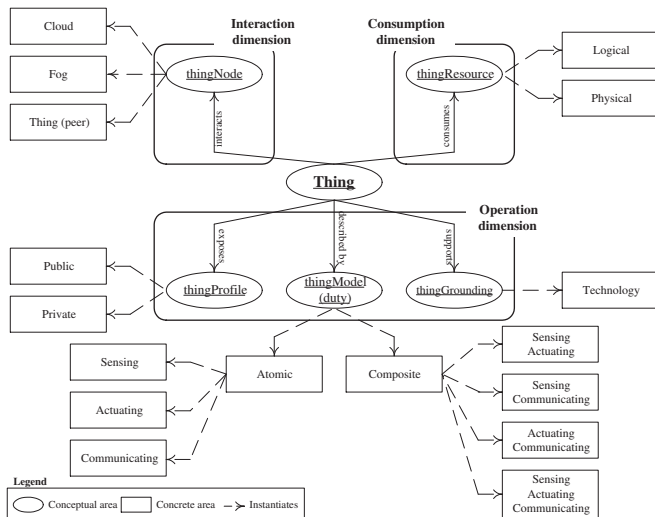 Cloud
Fog
Thing (peer)
Interaction
dimension
thingNode
interacts
Consumption
dimension
thingResource
consumes
Logical
Physical
Thing
Operation
dimension
exposes
described by
supports
thingProfile
thingModel
(duty)
thingGrounding
Public
Private
Technology
Sensing
Actuating
Communicating
Atomic
Composite
Sensing
Actuating
Sensing
Communicating
Actuating
Communicating
Sensing
Actuating
Communicating
Legend
Conceptual area
Concrete area
Instantiates